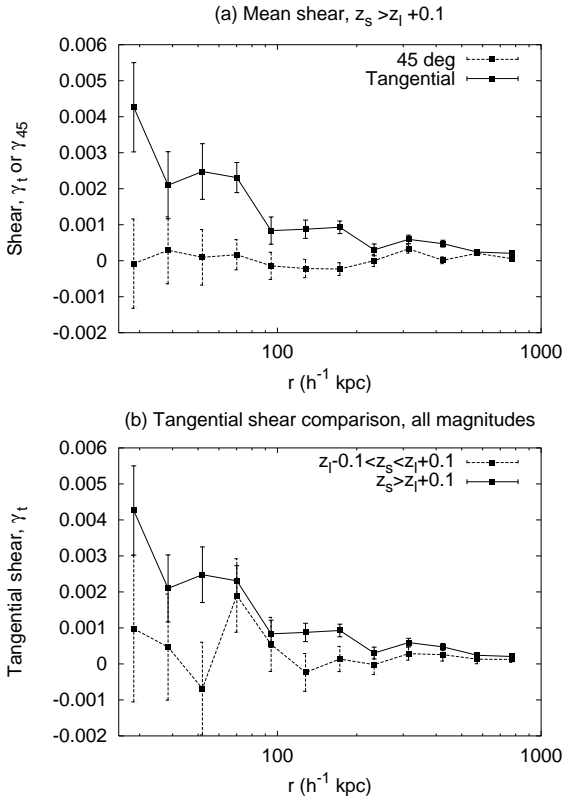 (a) Mean shear, z_s >z_l +0.1
45 deg
Tangential
0.006
0.005
0.004
0.003
0.002
0.001
0
-0.001
-0.002
Shear, γ_t or γ_45
100
1000
r (h^-1 kpc)
(b) Tangential shear comparison, all magnitudes
z_l-0.1<z_s<z_l+0.1
z_s>z_l+0.1
0.006
0.005
0.004
0.003
0.002
0.001
0
-0.001
-0.002
Tangential shear, γ_t
100
1000
r (h^-1 kpc)